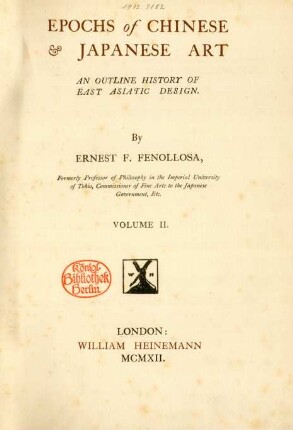 1912 3182
EPOCHS of CHINESE
& JAPANESE ART
AN OUTLINE HISTORY OF
EAST ASIATIC DESIGN.
By
ERNEST F. FENOLLOSA,
Formerly Professor of Philosophy in the Imperial University
of Tokio, Commissioner of Fine Arts to the Japanese
Government, Etc.
VOLUME II.
Königl.
Bibliothek
Berlin
W H
LONDON:
WILLIAM HEINEMANN
MCMXII.